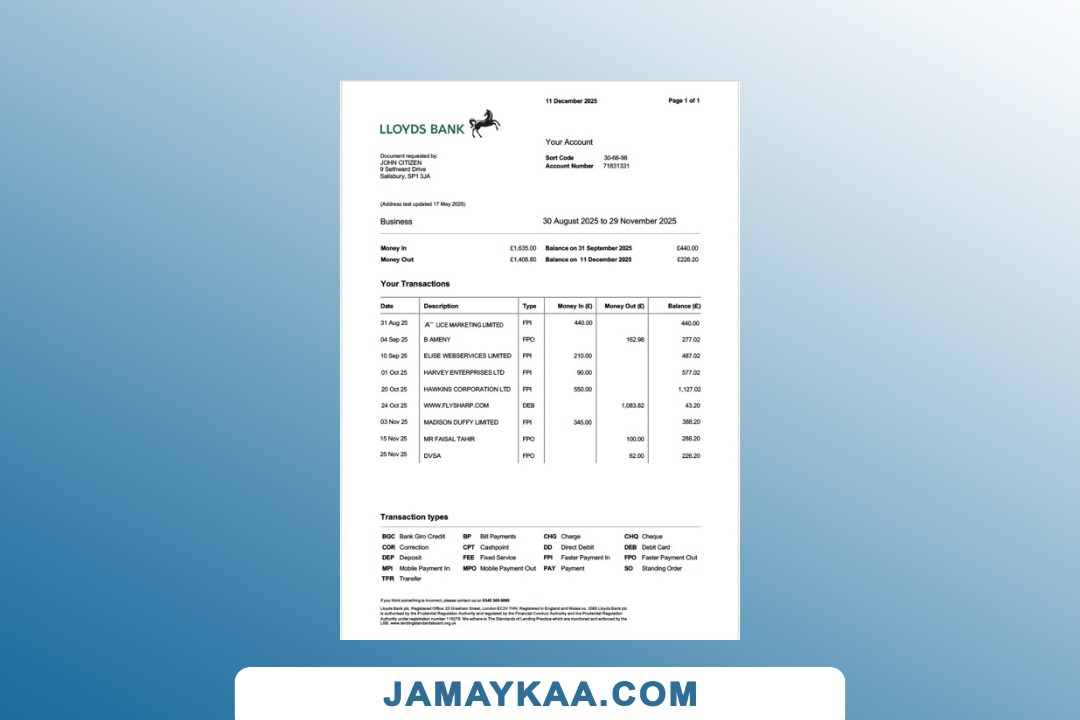 11 December 2025 Page 1 of 1
LLOYDS BANK
Your Account
Document requested by:
JOHN CITIZEN
9 Sethward Drive
Salisbury, SP1 3JA
Sort Code 30-66-98
Account Number 71831331
(Address last updated 17 May 2025)
Business 30 August 2025 to 29 November 2025
Money In £1,635.00 Balance on 31 September 2025 £440.00
Money Out £1,408.80 Balance on 11 December 2025 £226.20
Your Transactions
Date Description Type Money In (£) Money Out (£) Balance (£)
31 Aug 25 LICE MARKETING LIMITED FPI 440.00 440.00
04 Sep 25 B AMENY FPO 162.98 277.02
10 Sep 25 ELISE WEBSERVICES LIMITED FPI 210.00 487.02
01 Oct 25 HARVEY ENTERPRISES LTD FPI 90.00 577.02
20 Oct 25 HAWKINS CORPORATION LTD FPI 550.00 1,127.02
24 Oct 25 WWW.FLYSHARP.COM DEB 1,083.82 43.20
03 Nov 25 MADISON DUFFY LIMITED FPI 345.00 388.20
15 Nov 25 MR FAISAL TAHIR FPO 100.00 288.20
25 Nov 25 DVSA FPO 62.00 226.20
Transaction types
BGC Bank Giro Credit BP Bill Payments CHG Charge CHQ Cheque
COR Correction CPT Cashpoint DD Direct Debit DEB Debit Card
DEP Deposit FEE Fixed Service FPI Faster Payment In FPO Faster Payment Out
MPI Mobile Payment In MPO Mobile Payment Out PAY Payment SO Standing Order
TFR Transfer
If you think something is incorrect, please contact us on
Lloyds Bank plc. Registered Office: 25 Gresham Street, London EC2V 7HN. Registered in England and Wales no. 2065 Lloyds Bank plc
is authorised by the Prudential Regulation Authority and regulated by the Financial Conduct Authority and the Prudential Regulation
Authority under registration number 119278. We adhere to The Standards of Lending Practice which are monitored and enforced by the
LSB: www.lendingstandardsboard.org.uk
JAMAYKAA.COM